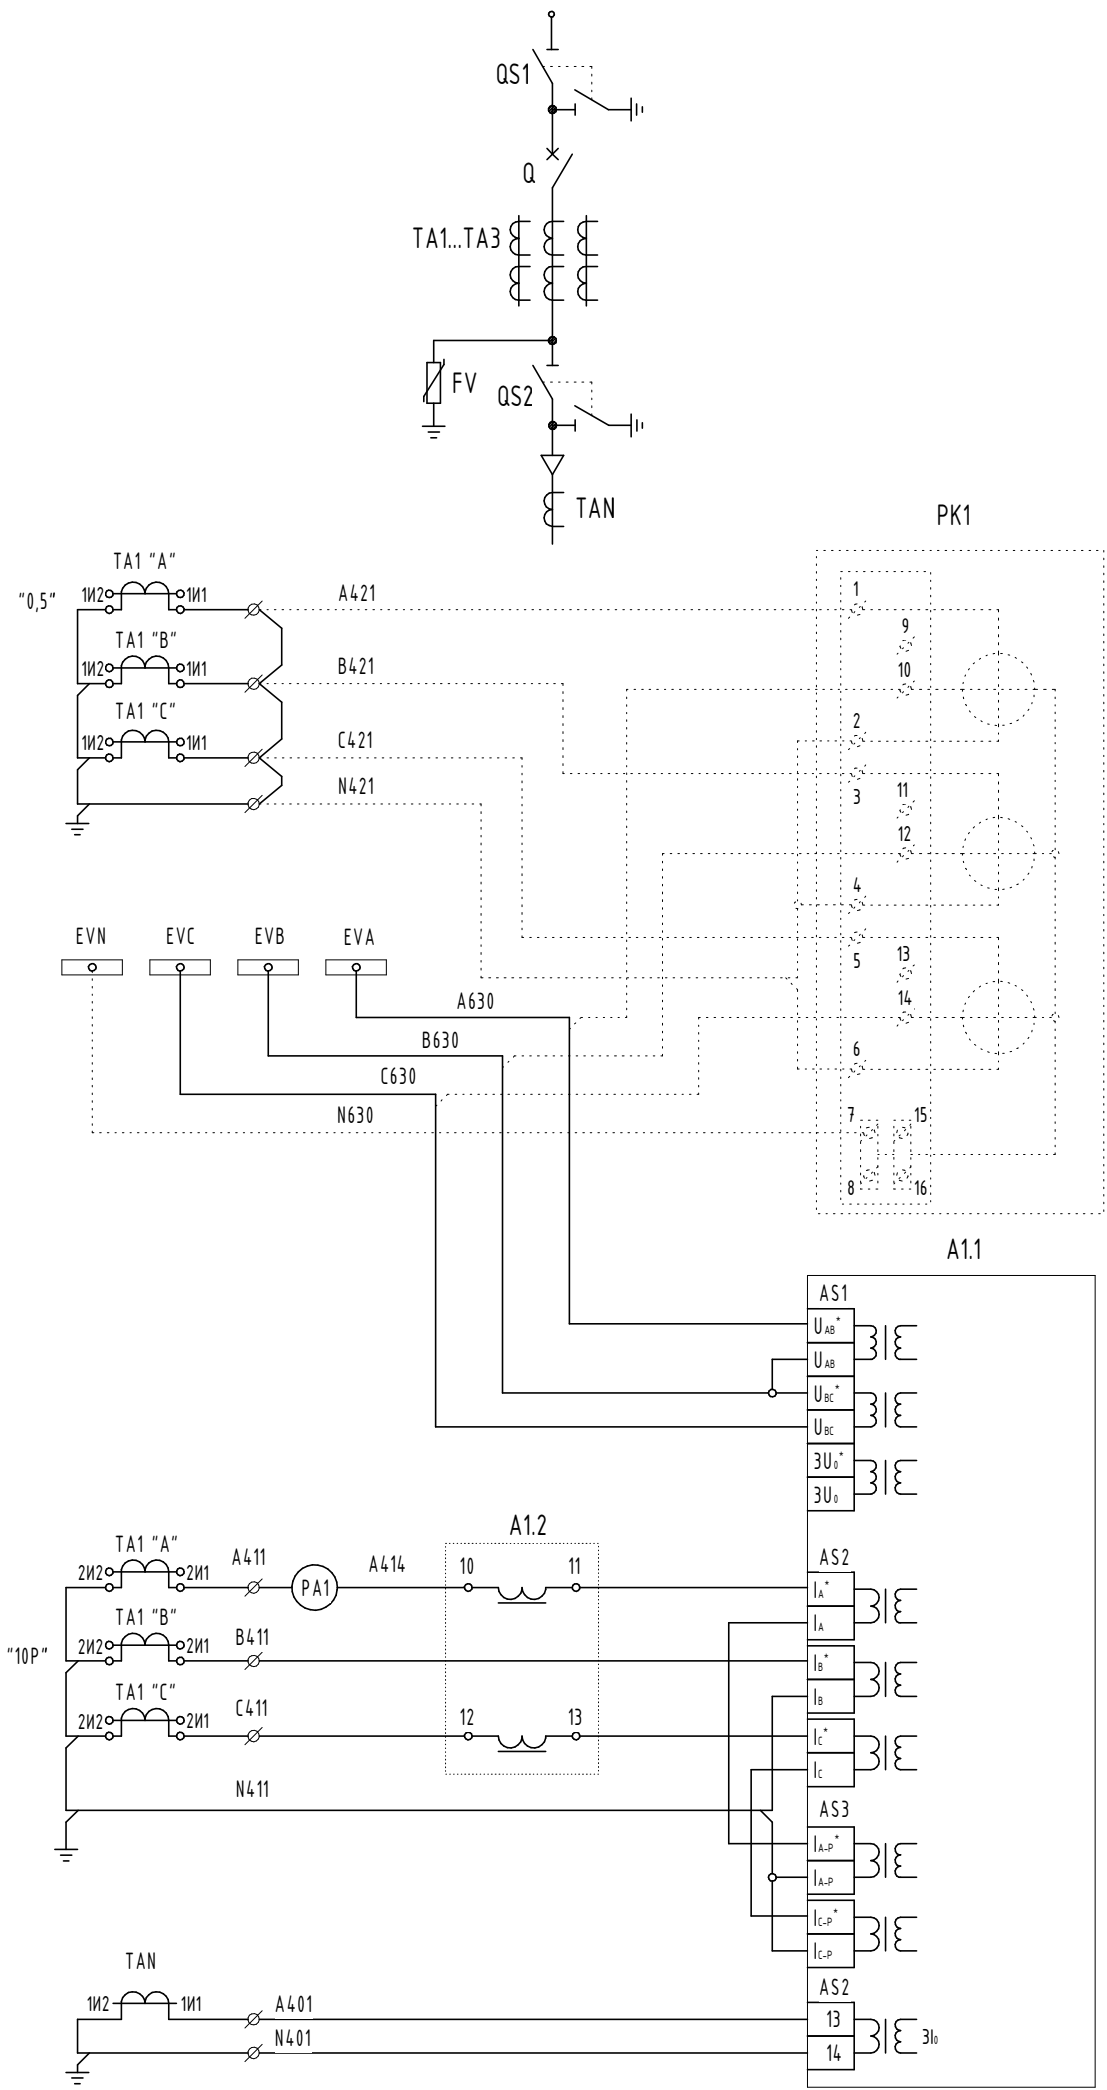 QS1
Q
TA1...TA3
FV
QS2
TAN
PK1
TA1 "A"
"0,5"
1И2
1И1
A421
1
9
TA1 "B"
1И2
1И1
B421
10
TA1 "C"
1И2
1И1
C421
2
N421
3
11
12
4
EVN
EVC
EVB
EVA
5
13
A630
14
B630
6
C630
N630
7
15
8
16
A1.1
AS1
UAB*
UAB
UBC*
UBC
3U0*
3U0
A1.2
TA1 "A"
2И2
2И1
A411
PA1
A414
10
11
AS2
IA*
IA
TA1 "B"
"10P"
2И2
2И1
B411
IB*
IB
TA1 "C"
2И2
2И1
C411
12
13
IC*
IC
N411
AS3
IA-P*
IA-P
IC-P*
IC-P
TAN
AS2
1И2
1И1
A401
13
N401
14
3I0